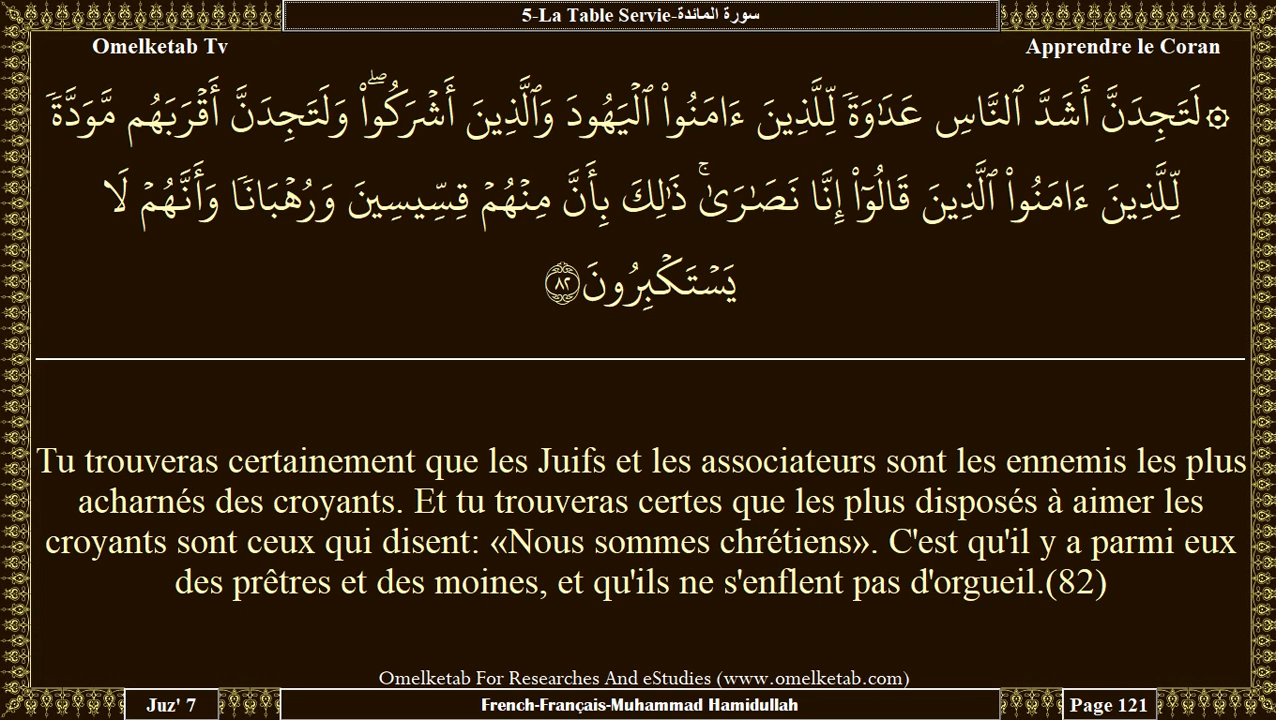 5-La Table Servie-سورة المائدة
Omelketab Tv
Apprendre le Coran
۞ لَتَجِدَنَّ أَشَدَّ ٱلنَّاسِ عَدَٰوَةٗ لِّلَّذِينَ ءَامَنُواْ ٱلۡيَهُودَ وَٱلَّذِينَ أَشۡرَكُواْۖ وَلَتَجِدَنَّ أَقۡرَبَهُم مَّوَدَّةٗ
لِّلَّذِينَ ءَامَنُواْ ٱلَّذِينَ قَالُوٓاْ إِنَّا نَصَٰرَىٰۚ ذَٰلِكَ بِأَنَّ مِنۡهُمۡ قِسِّيسِينَ وَرُهۡبَانٗا وَأَنَّهُمۡ لَا
يَسۡتَكۡبِرُونَ ٨٢
Tu trouveras certainement que les Juifs et les associateurs sont les ennemis les plus
acharnés des croyants. Et tu trouveras certes que les plus disposés à aimer les
croyants sont ceux qui disent: «Nous sommes chrétiens». C'est qu'il y a parmi eux
des prêtres et des moines, et qu'ils ne s'enflent pas d'orgueil.(82)
Omelketab For Researches And eStudies (www.omelketab.com)
Juz' 7
French-Français-Muhammad Hamidullah
Page 121